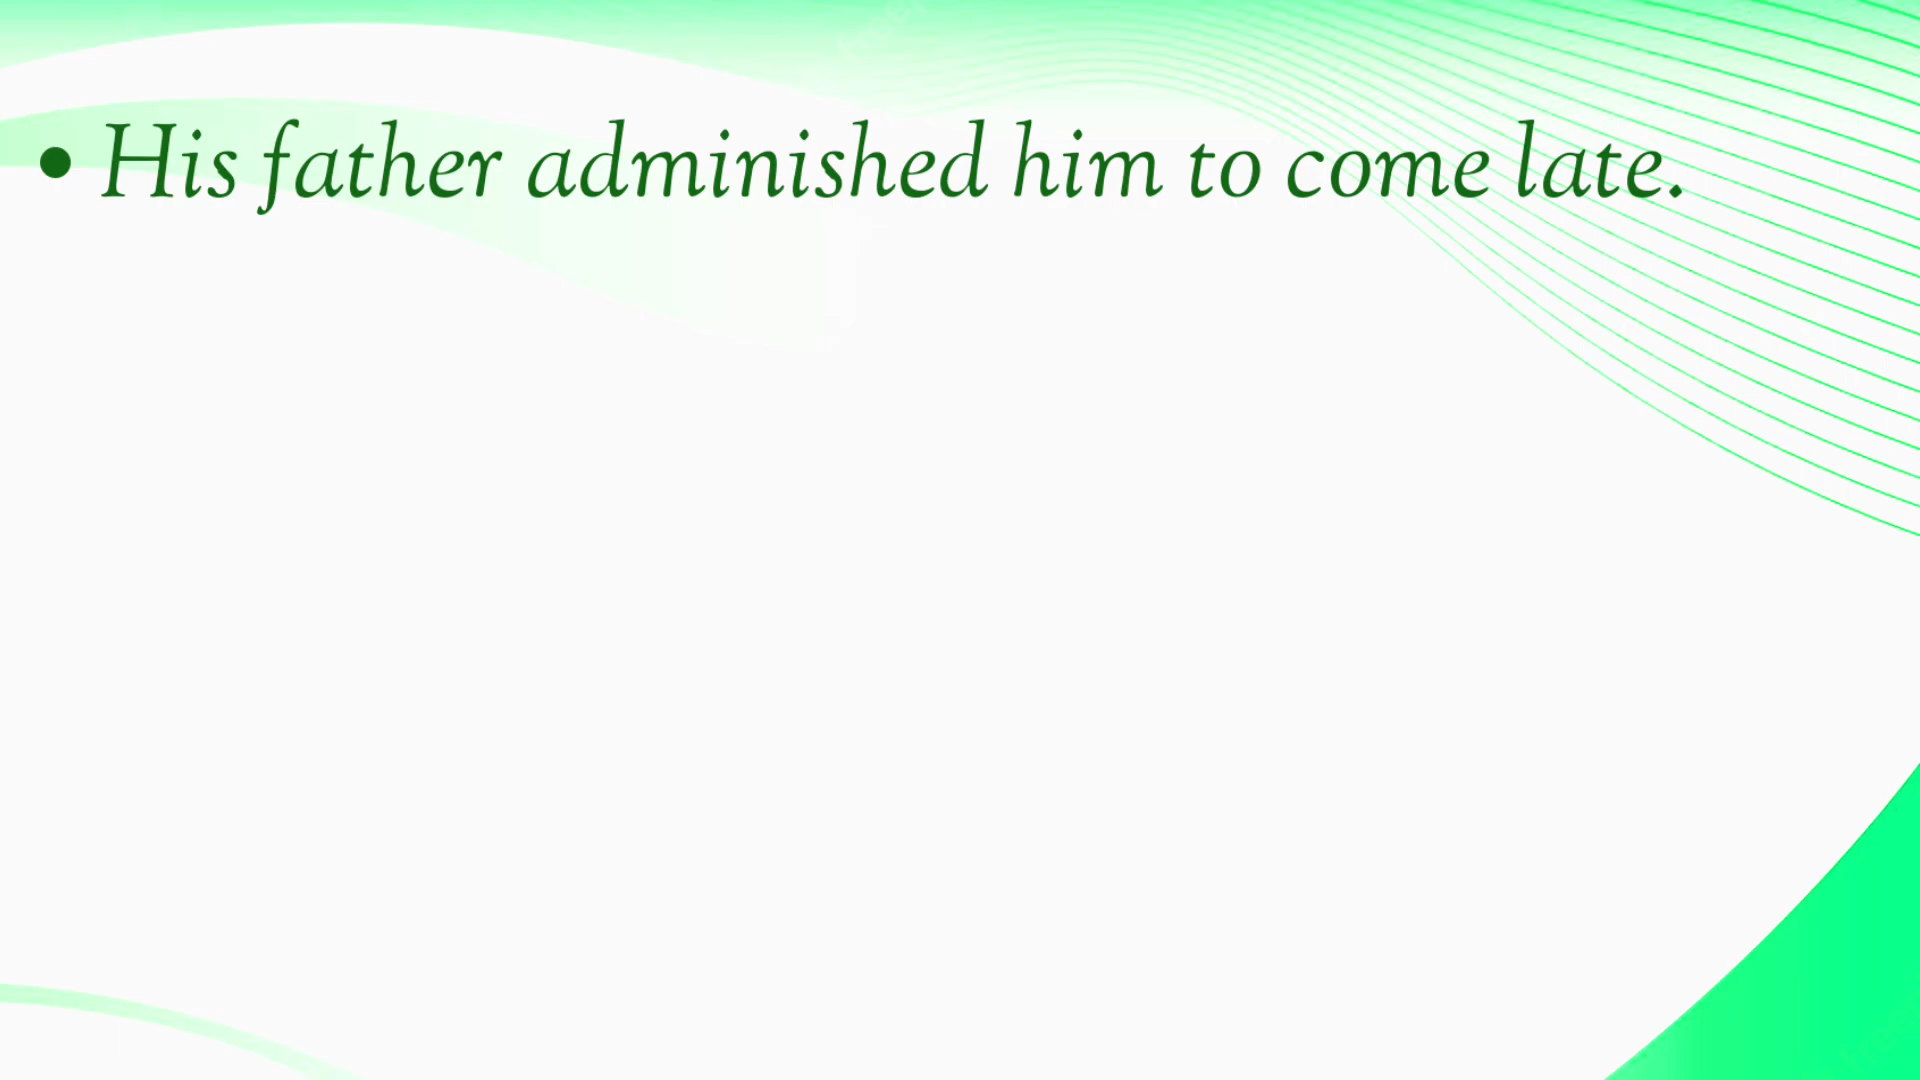 • His father adminished him to come late.